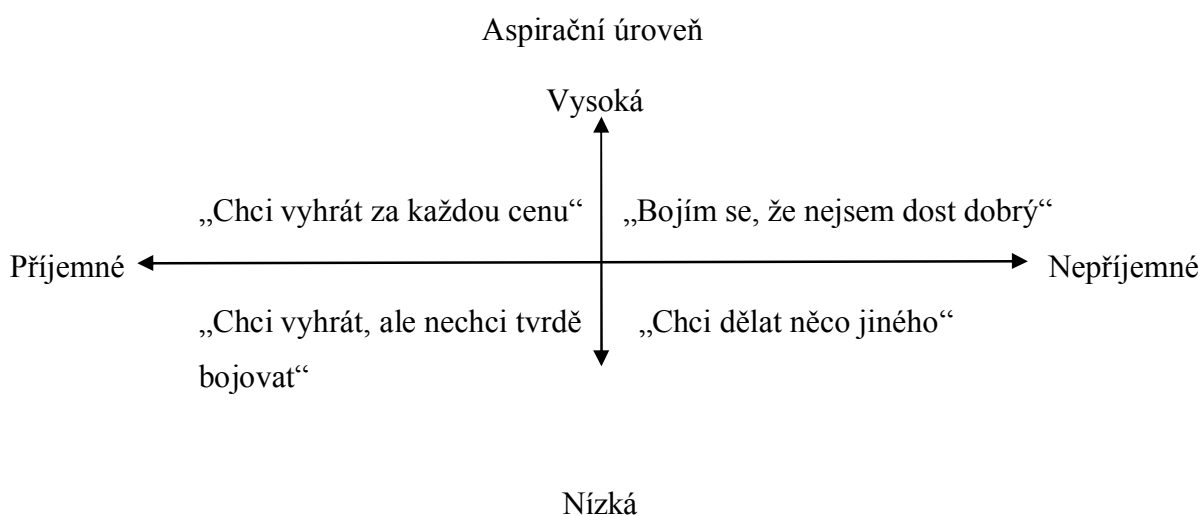 Aspirační úroveň
Vysoká
„Chci vyhrát za každou cenu“
„Bojím se, že nejsem dost dobrý“
Příjemné
Nepříjemné
„Chci vyhrát, ale nechci tvrdě
bojovat“
„Chci dělat něco jiného“
Nízká